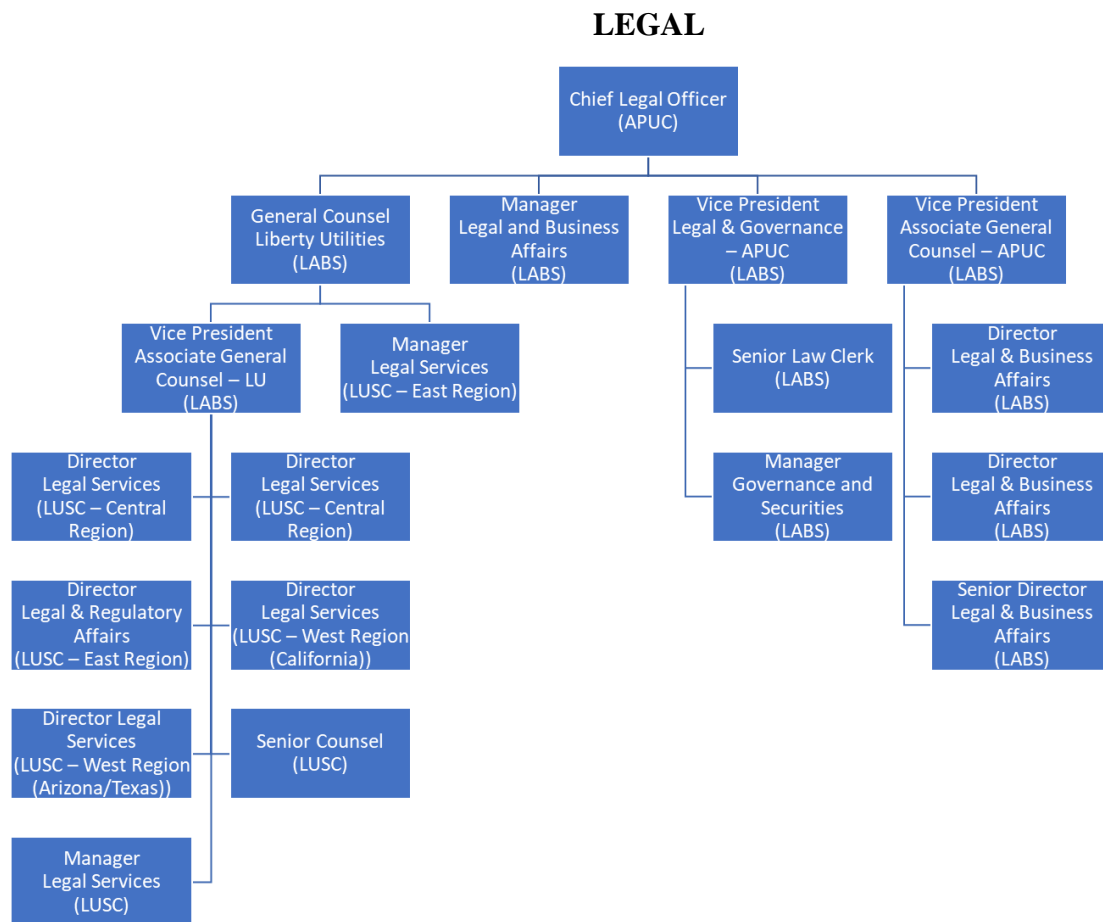 LEGAL
Chief Legal Officer
(APUC)
General Counsel
Liberty Utilities
(LABS)
Manager
Legal and Business
Affairs
(LABS)
Vice President
Legal & Governance
– APUC
(LABS)
Vice President
Associate General
Counsel – APUC
(LABS)
Vice President
Associate General
Counsel – LU
(LABS)
Manager
Legal Services
(LUSC – East Region)
Senior Law Clerk
(LABS)
Director
Legal & Business
Affairs
(LABS)
Director
Legal Services
(LUSC – Central
Region)
Director
Legal Services
(LUSC – Central
Region)
Manager
Governance and
Securities
(LABS)
Director
Legal & Business
Affairs
(LABS)
Director
Legal & Regulatory
Affairs
(LUSC – East Region)
Director
Legal Services
(LUSC – West Region
(California))
Senior Director
Legal & Business
Affairs
(LABS)
Director Legal
Services
(LUSC – West Region
(Arizona/Texas))
Senior Counsel
(LUSC)
Manager
Legal Services
(LUSC)